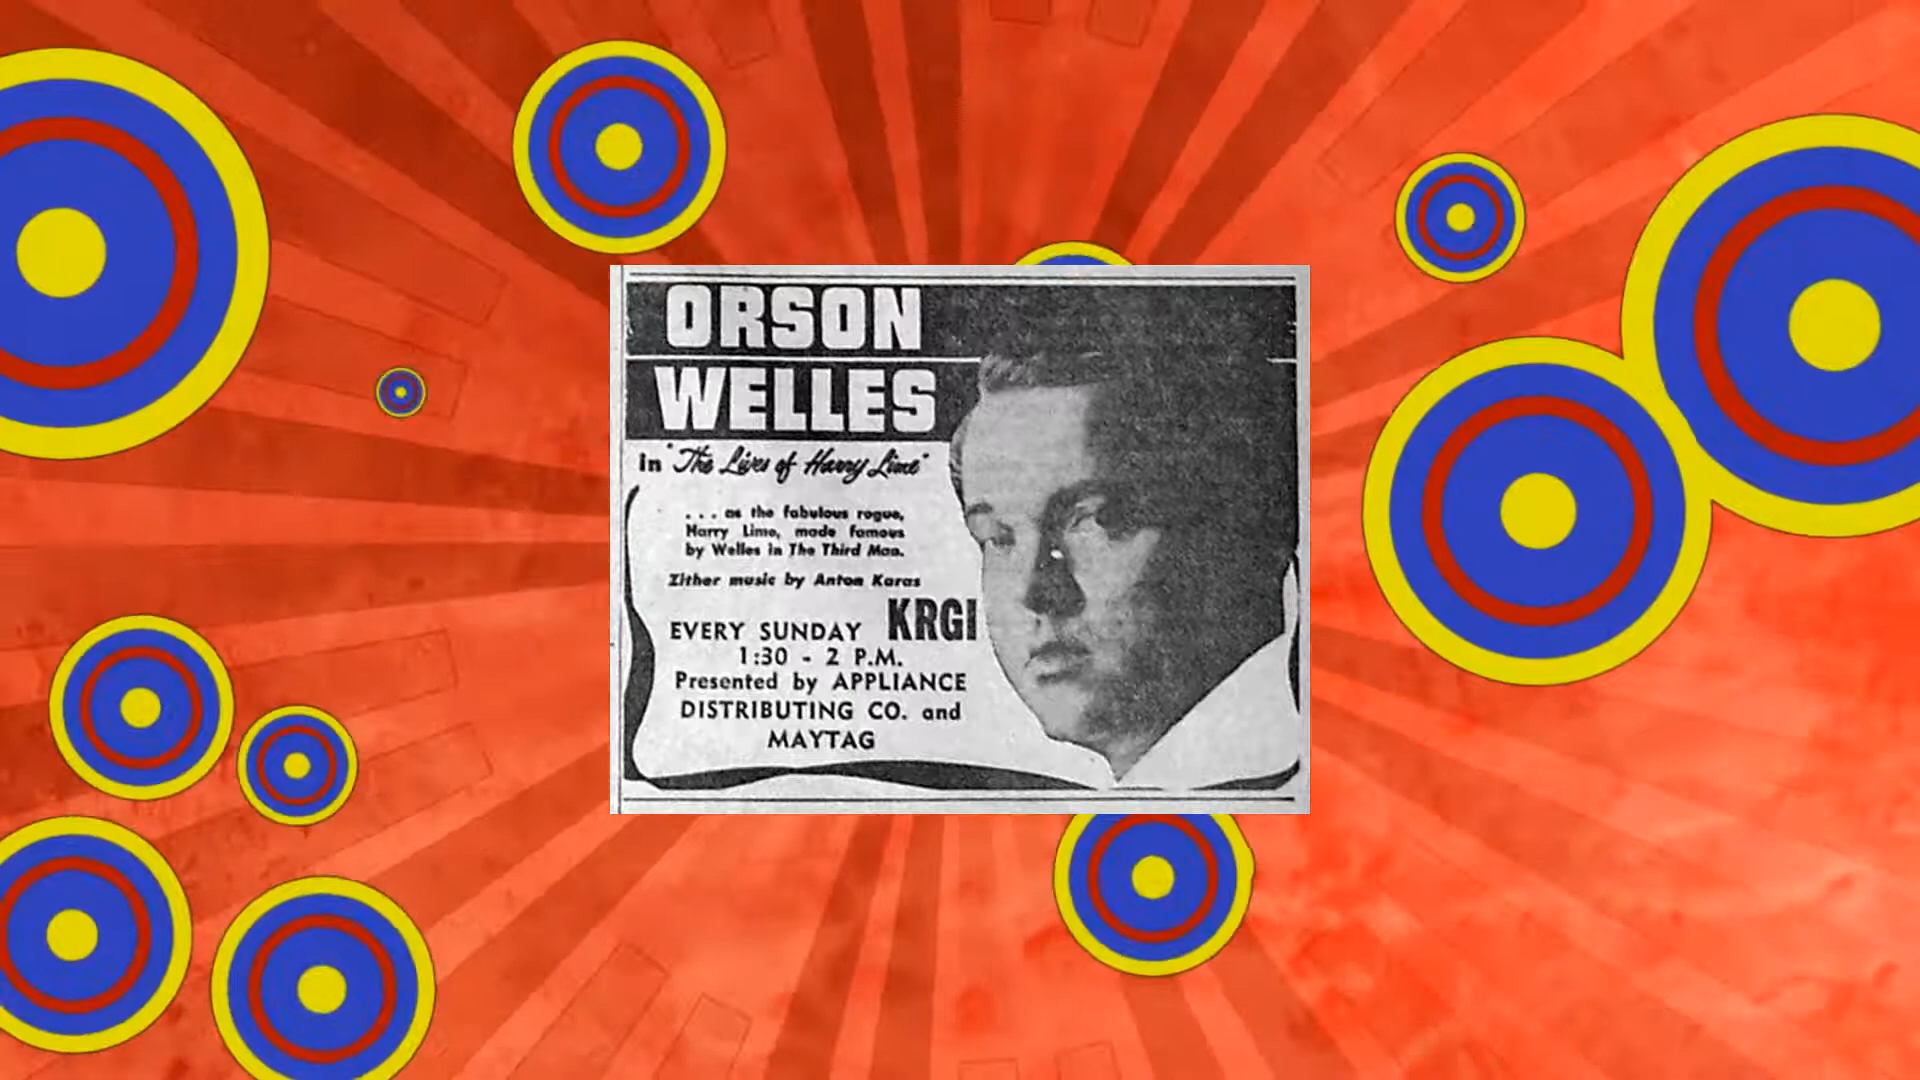 ORSON
WELLES
in "The Lives of Harry Lime"
. . . as the fabulous rogue,
Harry Lime, made famous
by Welles in The Third Man.
Zither music by Anton Karas
EVERY SUNDAY KRGI
1:30 - 2 P.M.
Presented by APPLIANCE
DISTRIBUTING CO. and
MAYTAG